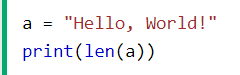 a = "Hello, World!"
print(len(a))